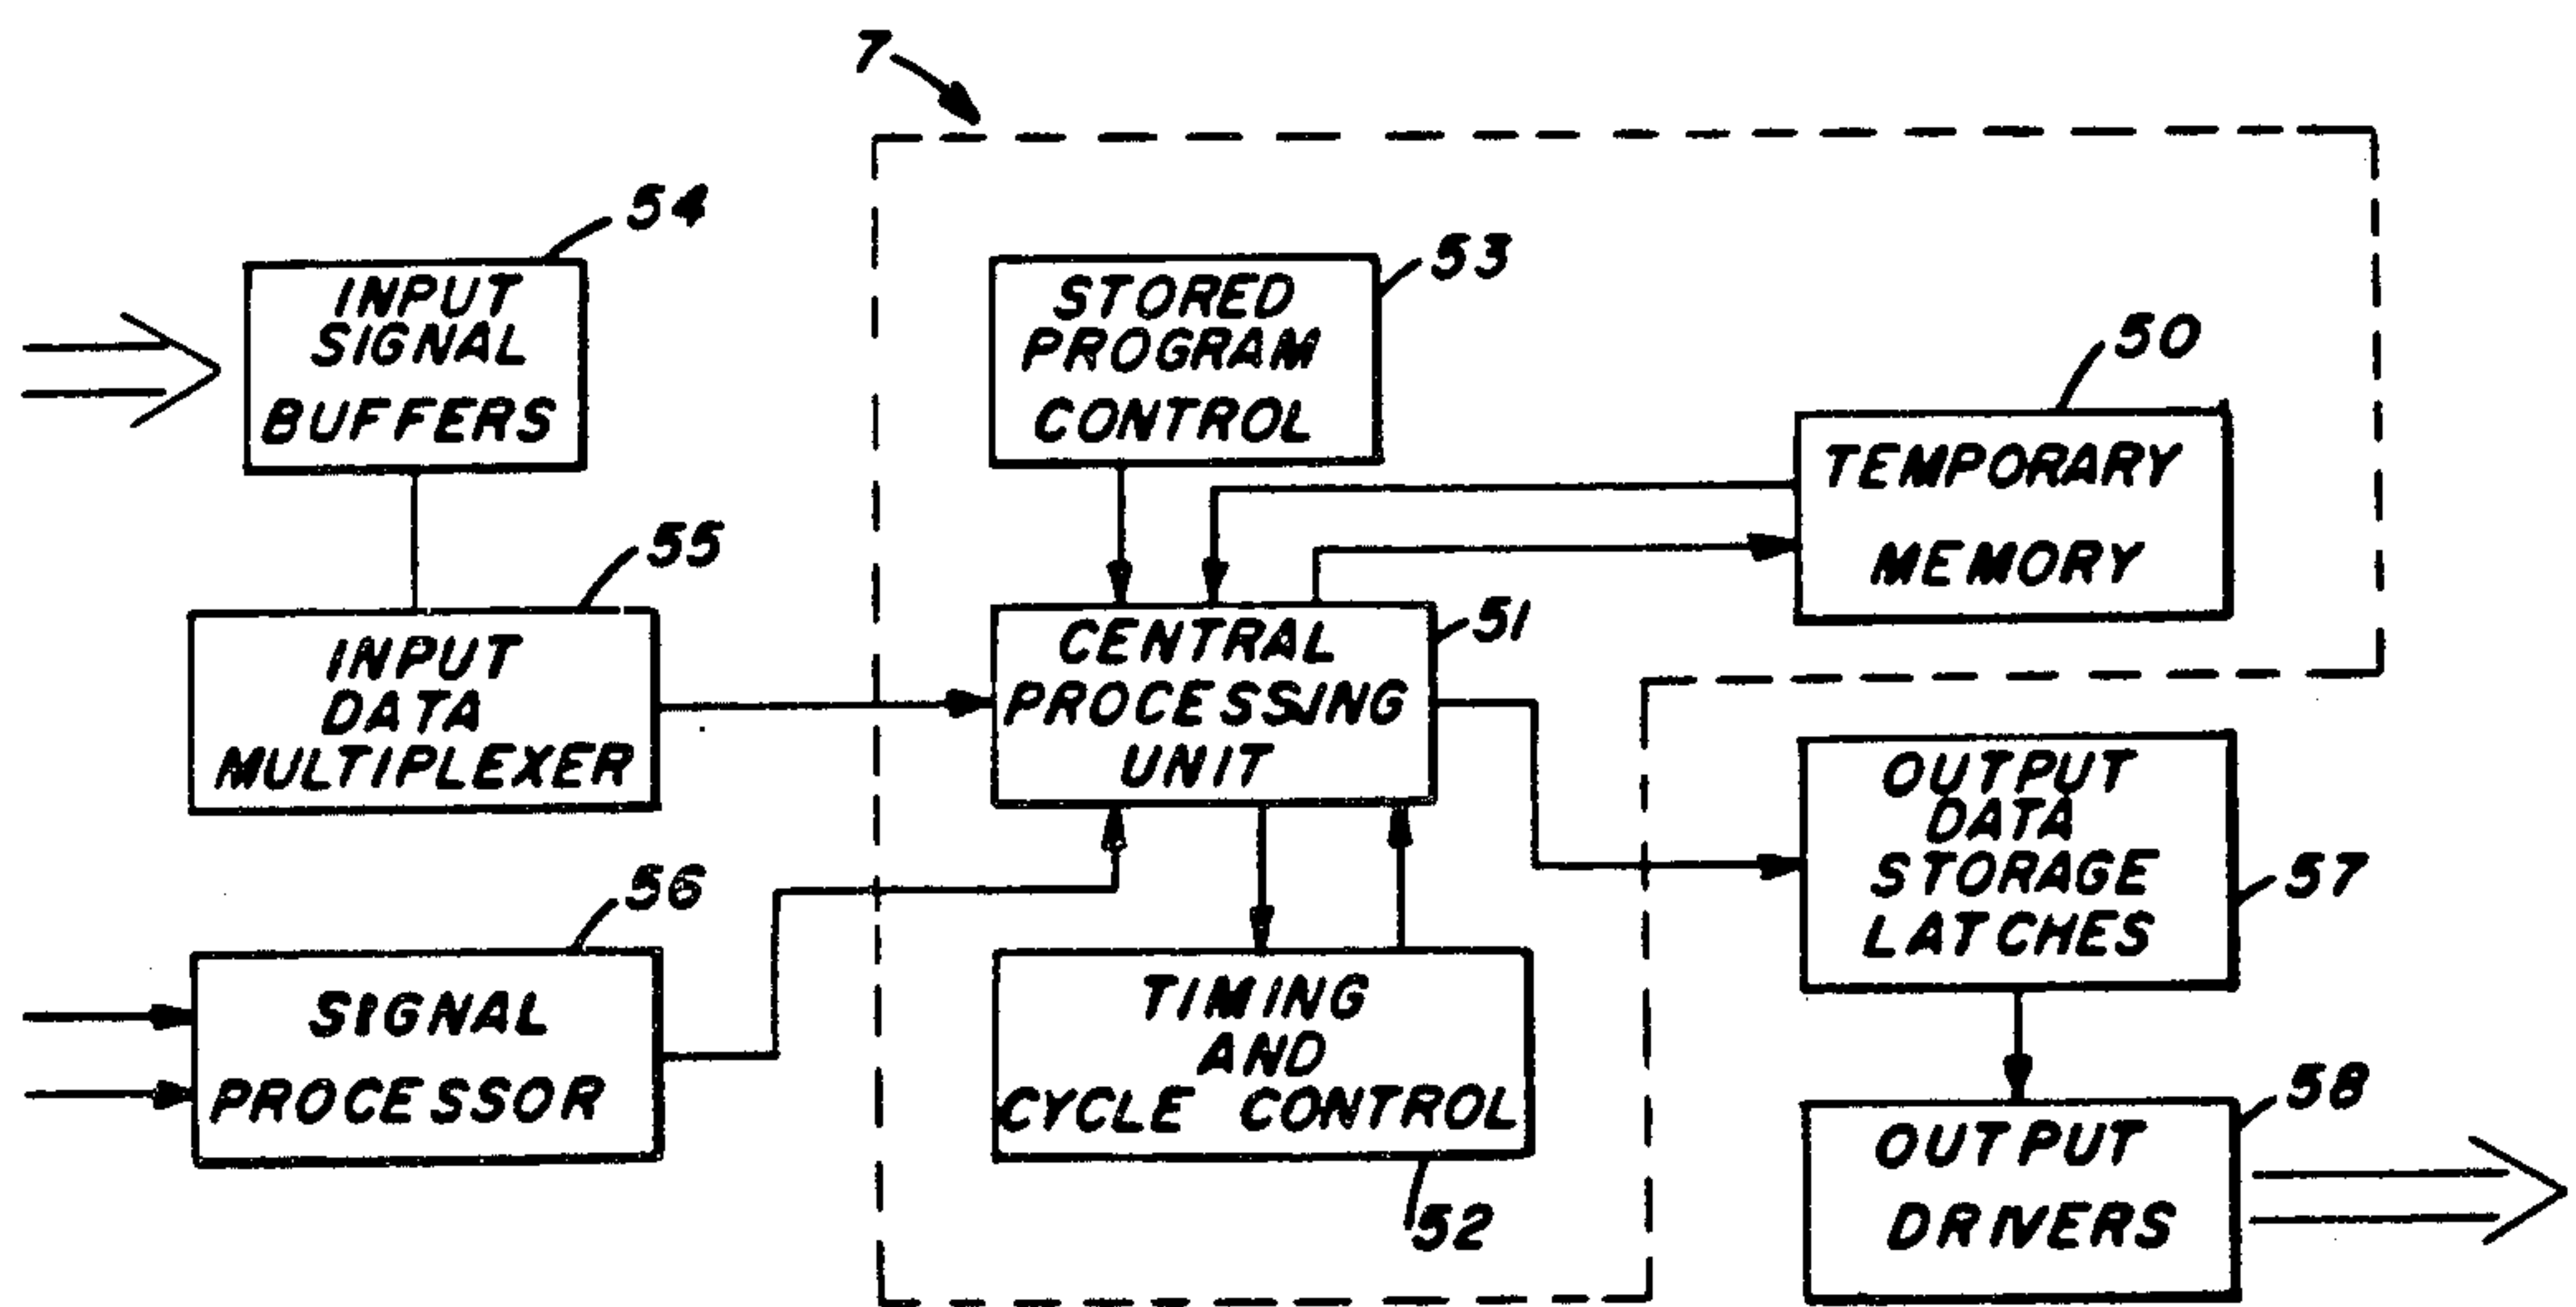 7
54
INPUT
SIGNAL
BUFFERS
53
STORED
PROGRAM
CONTROL
50
TEMPORARY
MEMORY
55
INPUT
DATA
MULTIPLEXER
51
CENTRAL
PROCESSING
UNIT
57
OUTPUT
DATA
STORAGE
LATCHES
56
SIGNAL
PROCESSOR
TIMING
AND
CYCLE CONTROL
52
58
OUTPUT
DRIVERS